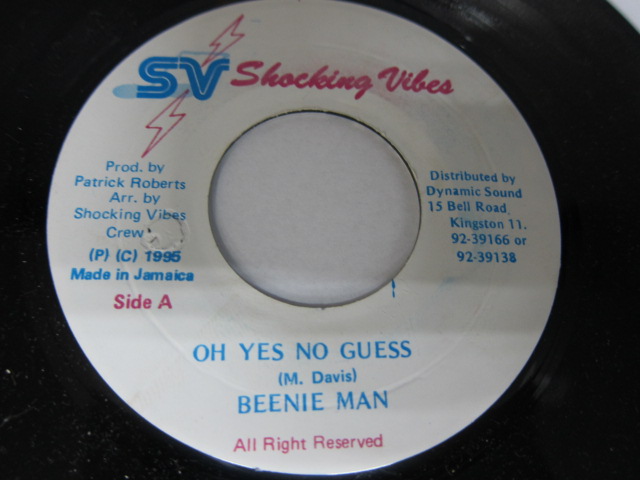 SV Shocking Vibes
Prod. by
Patrick Roberts
Arr. by
Shocking Vibes
Crew
(P) (C) 1995
Made in Jamaica
Side A
Distributed by
Dynamic Sound
15 Bell Road,
Kingston 11.
92-39166 or
92-39138
OH YES NO GUESS
(M. Davis)
BEENIE MAN
All Right Reserved